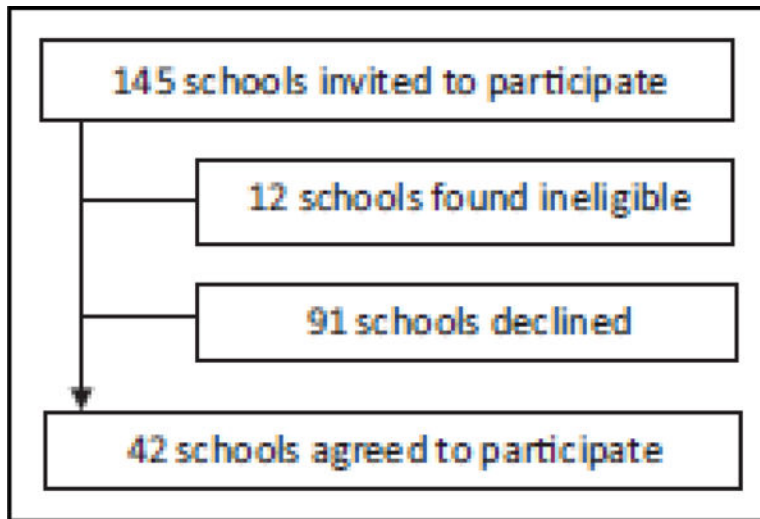 145 schools invited to participate
12 schools found ineligible
91 schools declined
42 schools agreed to participate